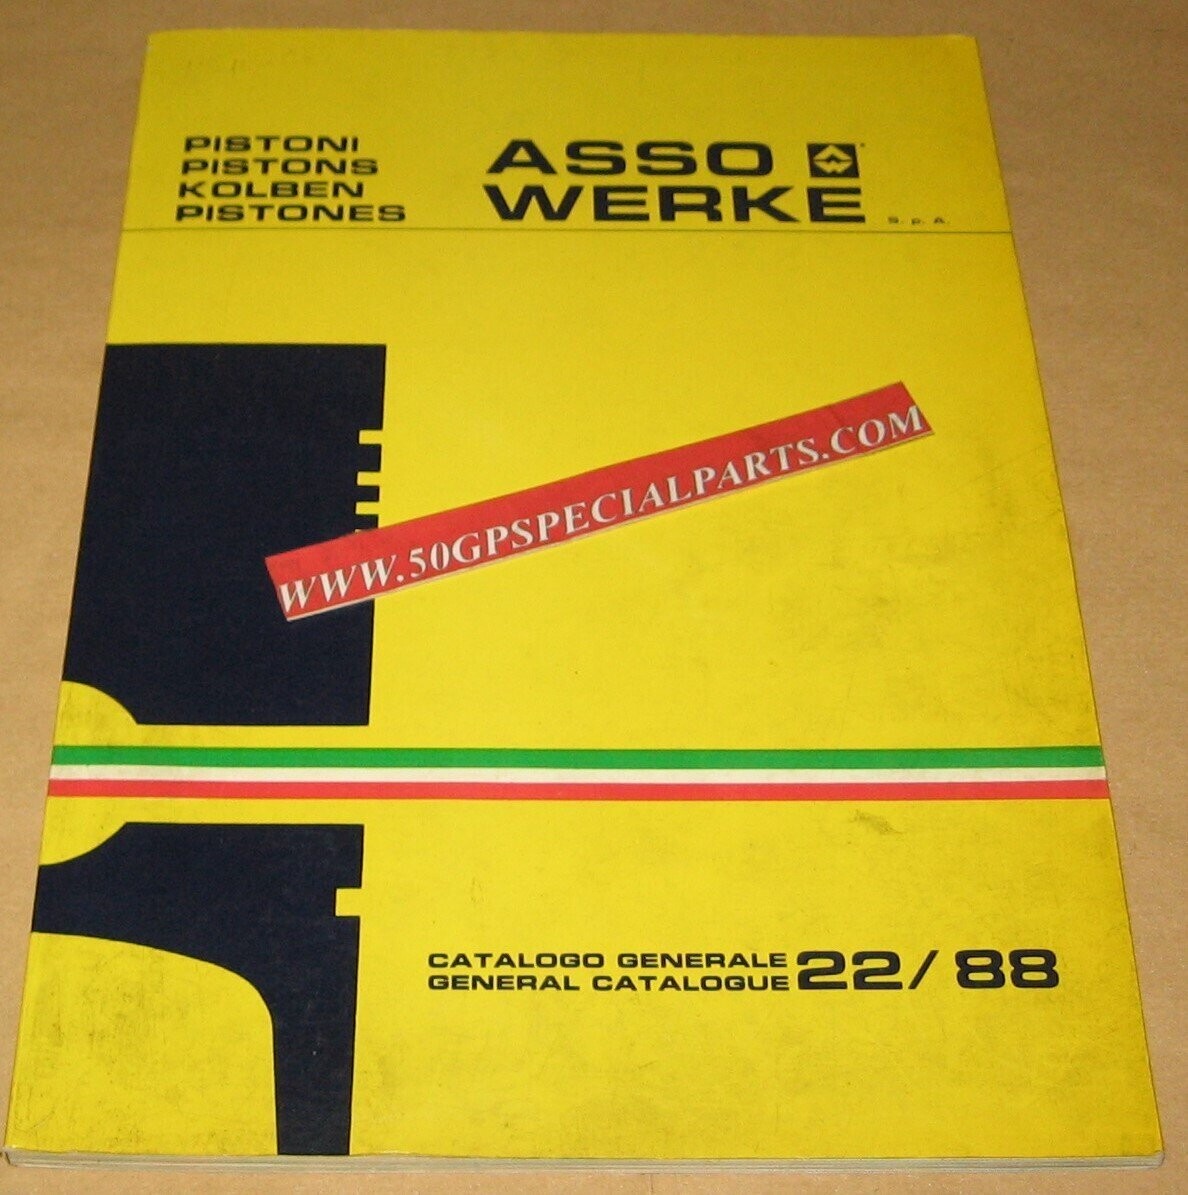 PISTONI
PISTONS
KOLBEN
PISTONES
ASSO
WERKE S. p. A.
WWW.50GPSPECIALPARTS.COM
CATALOGO GENERALE
GENERAL CATALOGUE
22/88